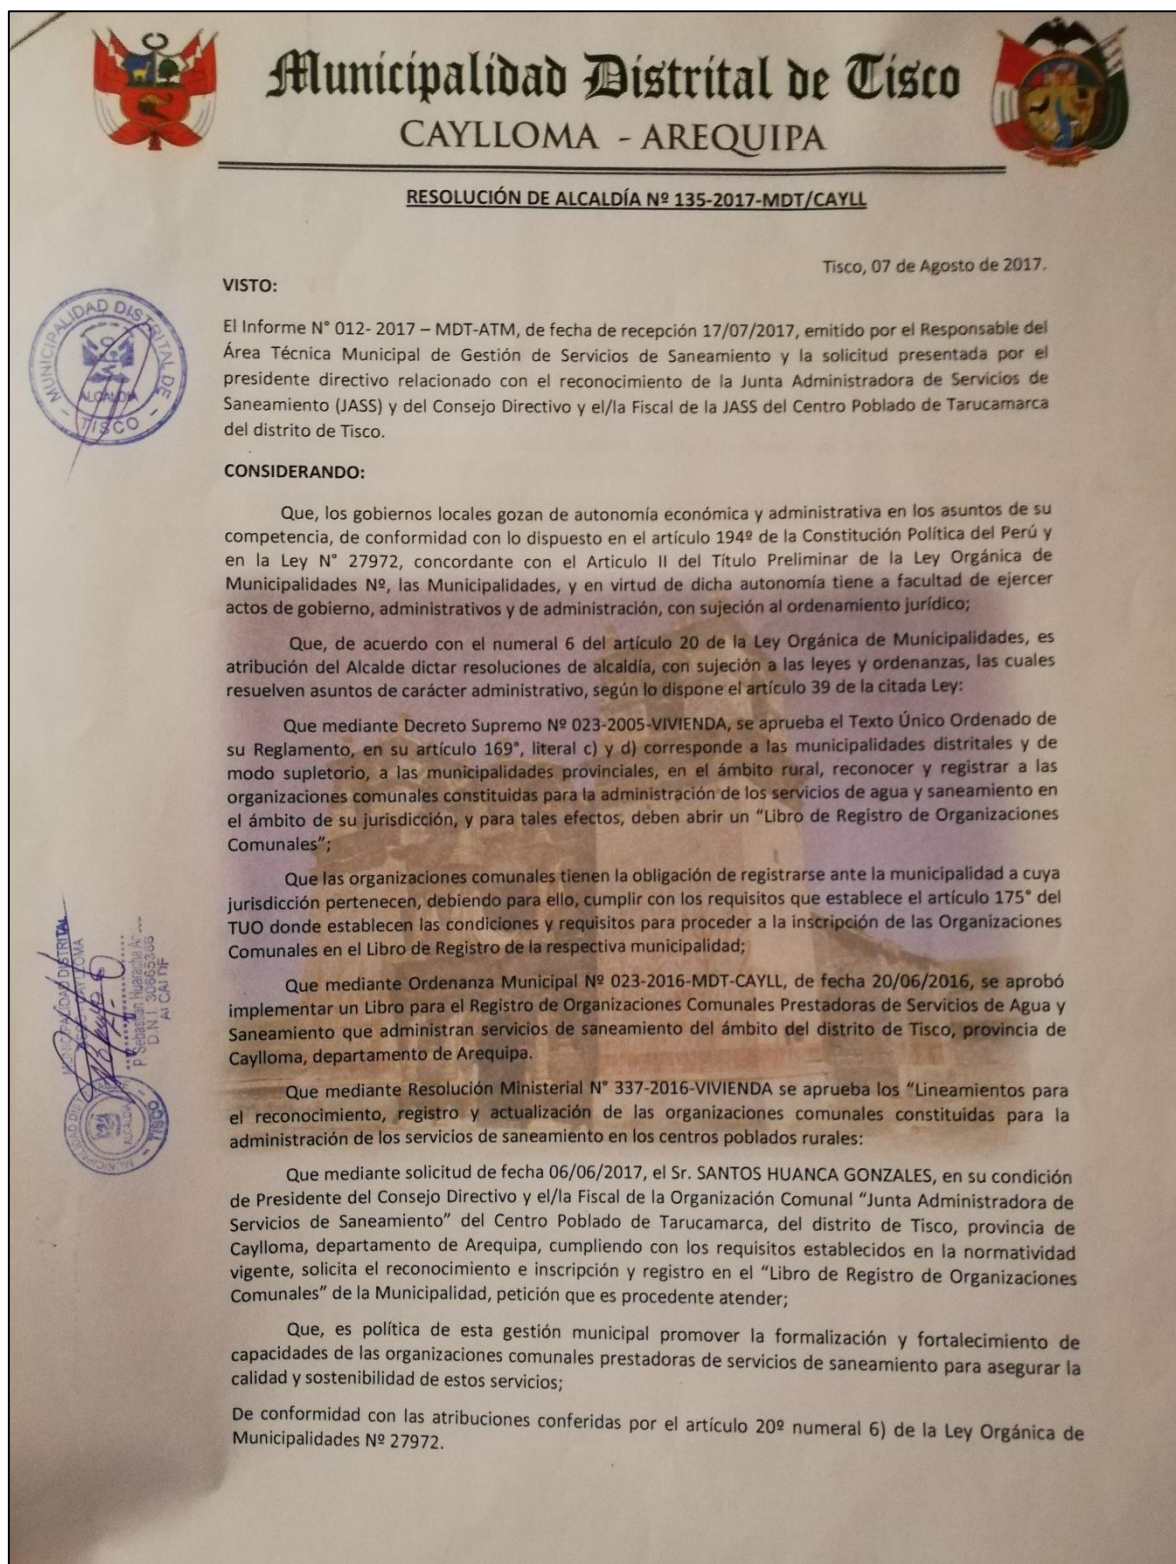 Municipalidad Distrital de Tisco
CAYLLOMA - AREQUIPA
RESOLUCIÓN DE ALCALDÍA Nº 135-2017-MDT/CAYLL
Tisco, 07 de Agosto de 2017.
VISTO:
El Informe N° 012- 2017 – MDT-ATM, de fecha de recepción 17/07/2017, emitido por el Responsable del
Área Técnica Municipal de Gestión de Servicios de Saneamiento y la solicitud presentada por el
presidente directivo relacionado con el reconocimiento de la Junta Administradora de Servicios de
Saneamiento (JASS) y del Consejo Directivo y el/la Fiscal de la JASS del Centro Poblado de Tarucamarca
del distrito de Tisco.
MUNICIPALIDAD DISTRITAL DE
ALCALDIA
TISCO
CONSIDERANDO:
Que, los gobiernos locales gozan de autonomía económica y administrativa en los asuntos de su
competencia, de conformidad con lo dispuesto en el artículo 194º de la Constitución Política del Perú y
en la Ley N° 27972, concordante con el Articulo II del Título Preliminar de la Ley Orgánica de
Municipalidades Nº, las Municipalidades, y en virtud de dicha autonomía tiene a facultad de ejercer
actos de gobierno, administrativos y de administración, con sujeción al ordenamiento jurídico;
Que, de acuerdo con el numeral 6 del artículo 20 de la Ley Orgánica de Municipalidades, es
atribución del Alcalde dictar resoluciones de alcaldía, con sujeción a las leyes y ordenanzas, las cuales
resuelven asuntos de carácter administrativo, según lo dispone el artículo 39 de la citada Ley:
Que mediante Decreto Supremo Nº 023-2005-VIVIENDA, se aprueba el Texto Único Ordenado de
su Reglamento, en su artículo 169°, literal c) y d) corresponde a las municipalidades distritales y de
modo supletorio, a las municipalidades provinciales, en el ámbito rural, reconocer y registrar a las
organizaciones comunales constituidas para la administración de los servicios de agua y saneamiento en
el ámbito de su jurisdicción, y para tales efectos, deben abrir un “Libro de Registro de Organizaciones
Comunales”;
Que las organizaciones comunales tienen la obligación de registrarse ante la municipalidad a cuya
jurisdicción pertenecen, debiendo para ello, cumplir con los requisitos que establece el artículo 175° del
TUO donde establecen las condiciones y requisitos para proceder a la inscripción de las Organizaciones
Comunales en el Libro de Registro de la respectiva municipalidad;
Que mediante Ordenanza Municipal Nº 023-2016-MDT-CAYLL, de fecha 20/06/2016, se aprobó
implementar un Libro para el Registro de Organizaciones Comunales Prestadoras de Servicios de Agua y
Saneamiento que administran servicios de saneamiento del ámbito del distrito de Tisco, provincia de
Caylloma, departamento de Arequipa.
MUNICIPALIDAD DISTRITAL
P. Sebastian Huarache
D.N.I. 30665386
ALCALDE
Que mediante Resolución Ministerial N° 337-2016-VIVIENDA se aprueba los “Lineamientos para
el reconocimiento, registro y actualización de las organizaciones comunales constituidas para la
administración de los servicios de saneamiento en los centros poblados rurales:
MUNICIPALIDAD
ALCALDIA
TISCO
Que mediante solicitud de fecha 06/06/2017, el Sr. SANTOS HUANCA GONZALES, en su condición
de Presidente del Consejo Directivo y el/la Fiscal de la Organización Comunal “Junta Administradora de
Servicios de Saneamiento” del Centro Poblado de Tarucamarca, del distrito de Tisco, provincia de
Caylloma, departamento de Arequipa, cumpliendo con los requisitos establecidos en la normatividad
vigente, solicita el reconocimiento e inscripción y registro en el “Libro de Registro de Organizaciones
Comunales” de la Municipalidad, petición que es procedente atender;
Que, es política de esta gestión municipal promover la formalización y fortalecimiento de
capacidades de las organizaciones comunales prestadoras de servicios de saneamiento para asegurar la
calidad y sostenibilidad de estos servicios;
De conformidad con las atribuciones conferidas por el artículo 20º numeral 6) de la Ley Orgánica de
Municipalidades Nº 27972.